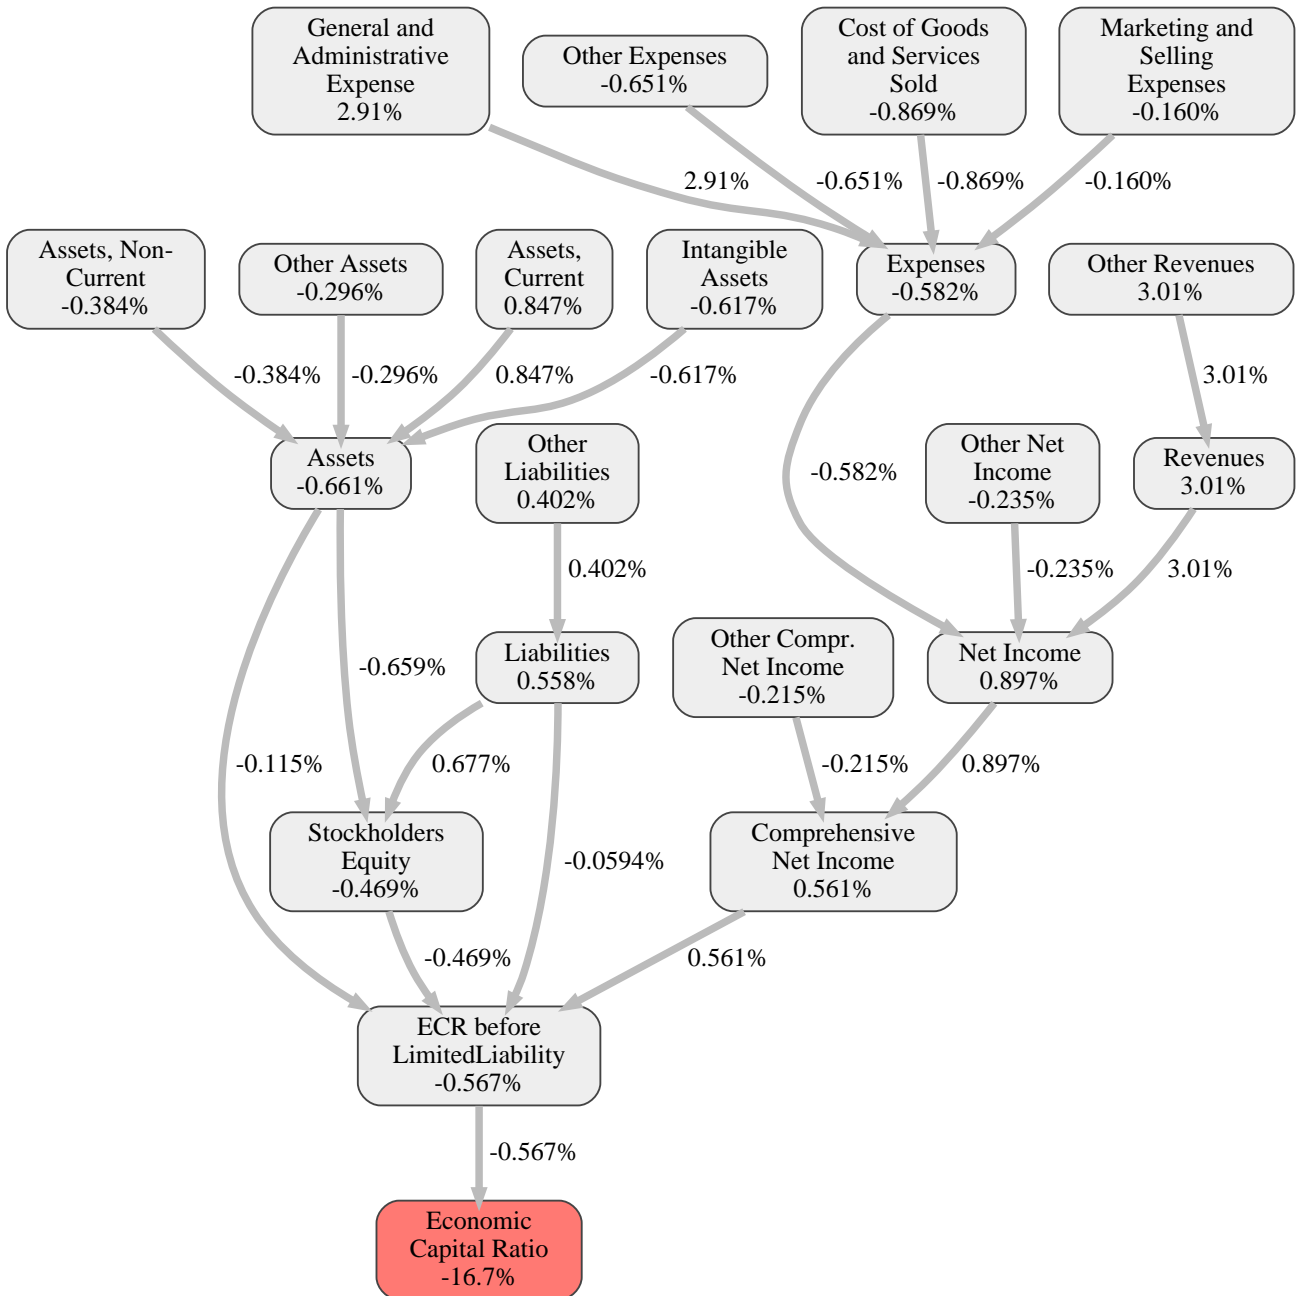 General and
Administrative
Expense
2.91%
Other Expenses
-0.651%
Cost of Goods
and Services
Sold
-0.869%
Marketing and
Selling
Expenses
-0.160%
2.91%
-0.651%
-0.869%
-0.160%
Assets, Non-
Current
-0.384%
Other Assets
-0.296%
Assets,
Current
0.847%
Intangible
Assets
-0.617%
Expenses
-0.582%
Other Revenues
3.01%
-0.384%
-0.296%
0.847%
-0.617%
3.01%
Assets
-0.661%
Other
Liabilities
0.402%
-0.582%
Other Net
Income
-0.235%
Revenues
3.01%
0.402%
-0.235%
3.01%
-0.659%
Liabilities
0.558%
Other Compr.
Net Income
-0.215%
Net Income
0.897%
-0.115%
0.677%
-0.215%
0.897%
Stockholders
Equity
-0.469%
-0.0594%
Comprehensive
Net Income
0.561%
-0.469%
0.561%
ECR before
LimitedLiability
-0.567%
-0.567%
Economic
Capital Ratio
-16.7%